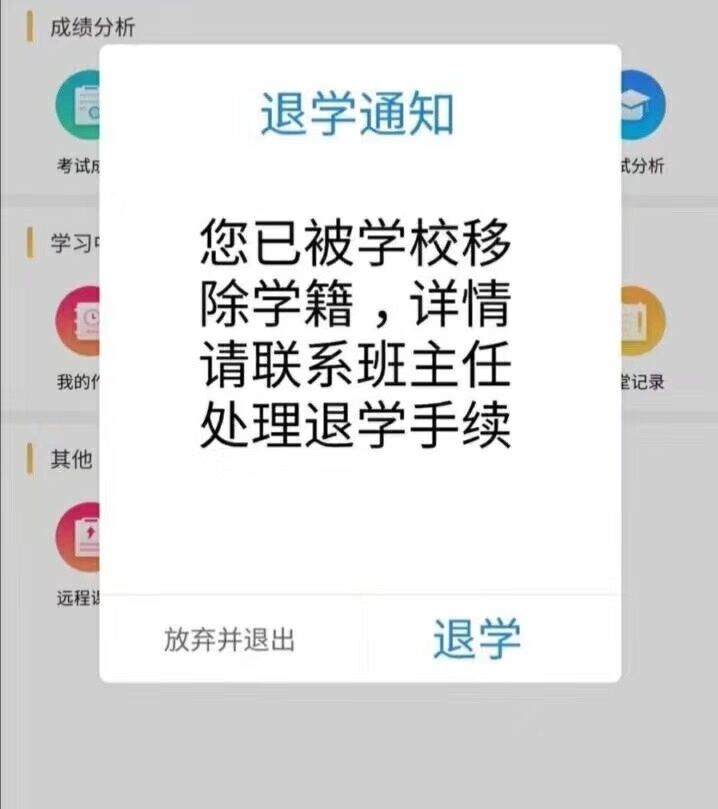 成绩分析
退学通知
考试成
试分析
您已被学校移
除学籍，详情
请联系班主任
处理退学手续
学习中
我的作
堂记录
其他
远程课
放弃并退出
退学